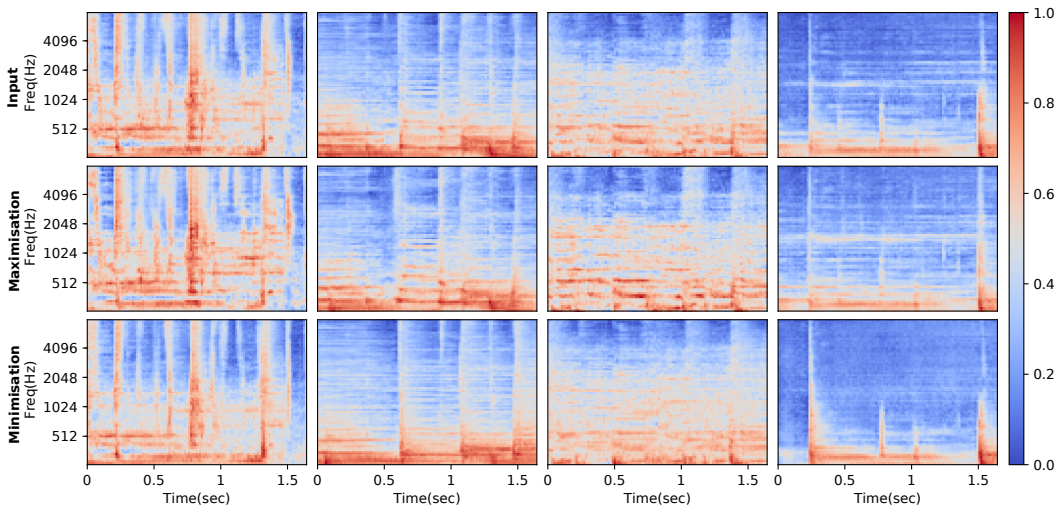 Input
Freq(Hz)
4096
2048
1024
512
Maximisation
Freq(Hz)
4096
2048
1024
512
Minimisation
Freq(Hz)
4096
2048
1024
512
0 0.5 1 1.5
Time(sec)
0 0.5 1 1.5
Time(sec)
0 0.5 1 1.5
Time(sec)
0 0.5 1 1.5
Time(sec)
1.0
0.8
0.6
0.4
0.2
0.0